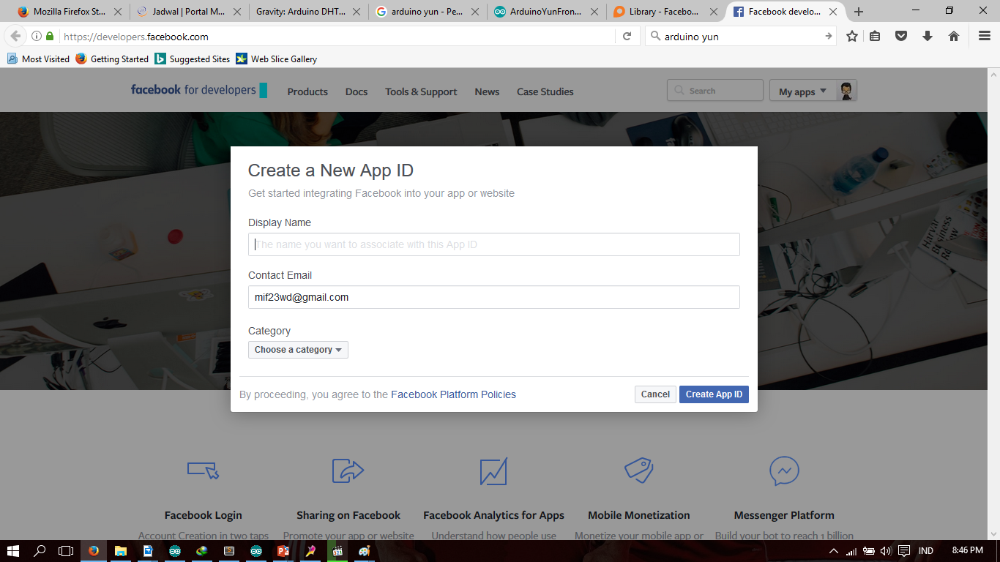 Mozilla Firefox St...
Jadwal | Portal M...
Gravity: Arduino DHT...
arduino yun - Pe...
ArduinoYunFron...
Library - Facebo...
Facebook develo...
https://developers.facebook.com
arduino yun
Most Visited
Getting Started
Suggested Sites
Web Slice Gallery
facebook for developers
Products
Docs
Tools & Support
News
Case Studies
Search
My apps
Create a New App ID
Get started integrating Facebook into your app or website
Display Name
The name you want to associate with this App ID
Contact Email
mif23wd@gmail.com
Category
Choose a category
By proceeding, you agree to the Facebook Platform Policies
Cancel
Create App ID
Harvard
Business
Review
Facebook Login
Sharing on Facebook
Facebook Analytics for Apps
Mobile Monetization
Messenger Platform
Account Creation in two taps
Promote your app or website
Understand how people use
Monetize your mobile app or
Build your bot to reach 1 billion
IND
8:46 PM